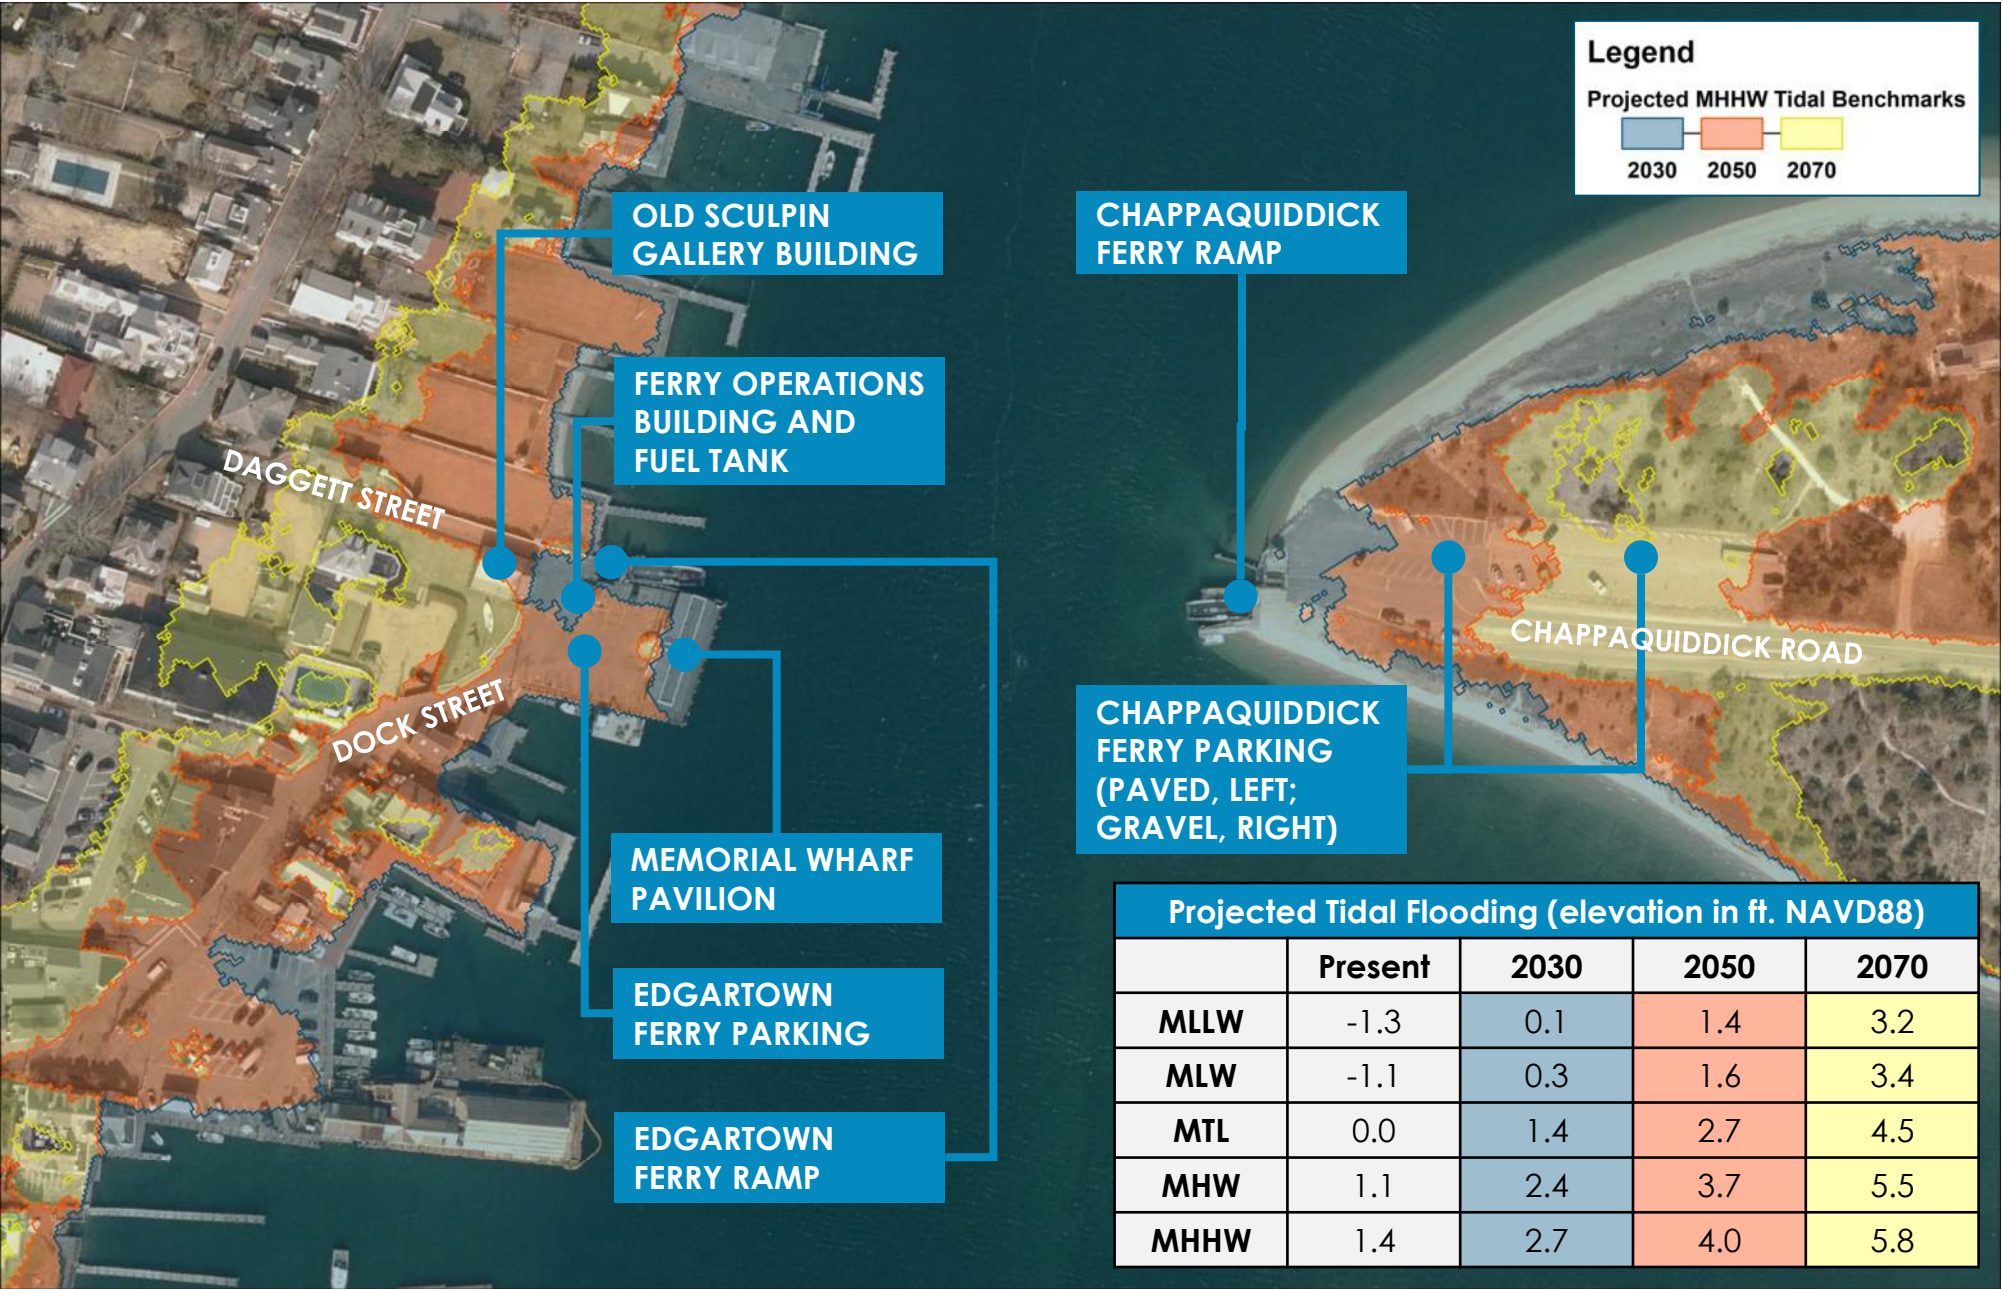 Legend
Projected MHHW Tidal Benchmarks
2030 2050 2070
OLD SCULPIN
GALLERY BUILDING
CHAPPAQUIDDICK
FERRY RAMP
FERRY OPERATIONS
BUILDING AND
FUEL TANK
DAGGETT STREET
CHAPPAQUIDDICK ROAD
DOCK STREET
CHAPPAQUIDDICK
FERRY PARKING
(PAVED, LEFT;
GRAVEL, RIGHT)
MEMORIAL WHARF
PAVILION
EDGARTOWN
FERRY PARKING
EDGARTOWN
FERRY RAMP
Projected Tidal Flooding (elevation in ft. NAVD88)
Present 2030 2050 2070
MLLW -1.3 0.1 1.4 3.2
MLW -1.1 0.3 1.6 3.4
MTL 0.0 1.4 2.7 4.5
MHW 1.1 2.4 3.7 5.5
MHHW 1.4 2.7 4.0 5.8